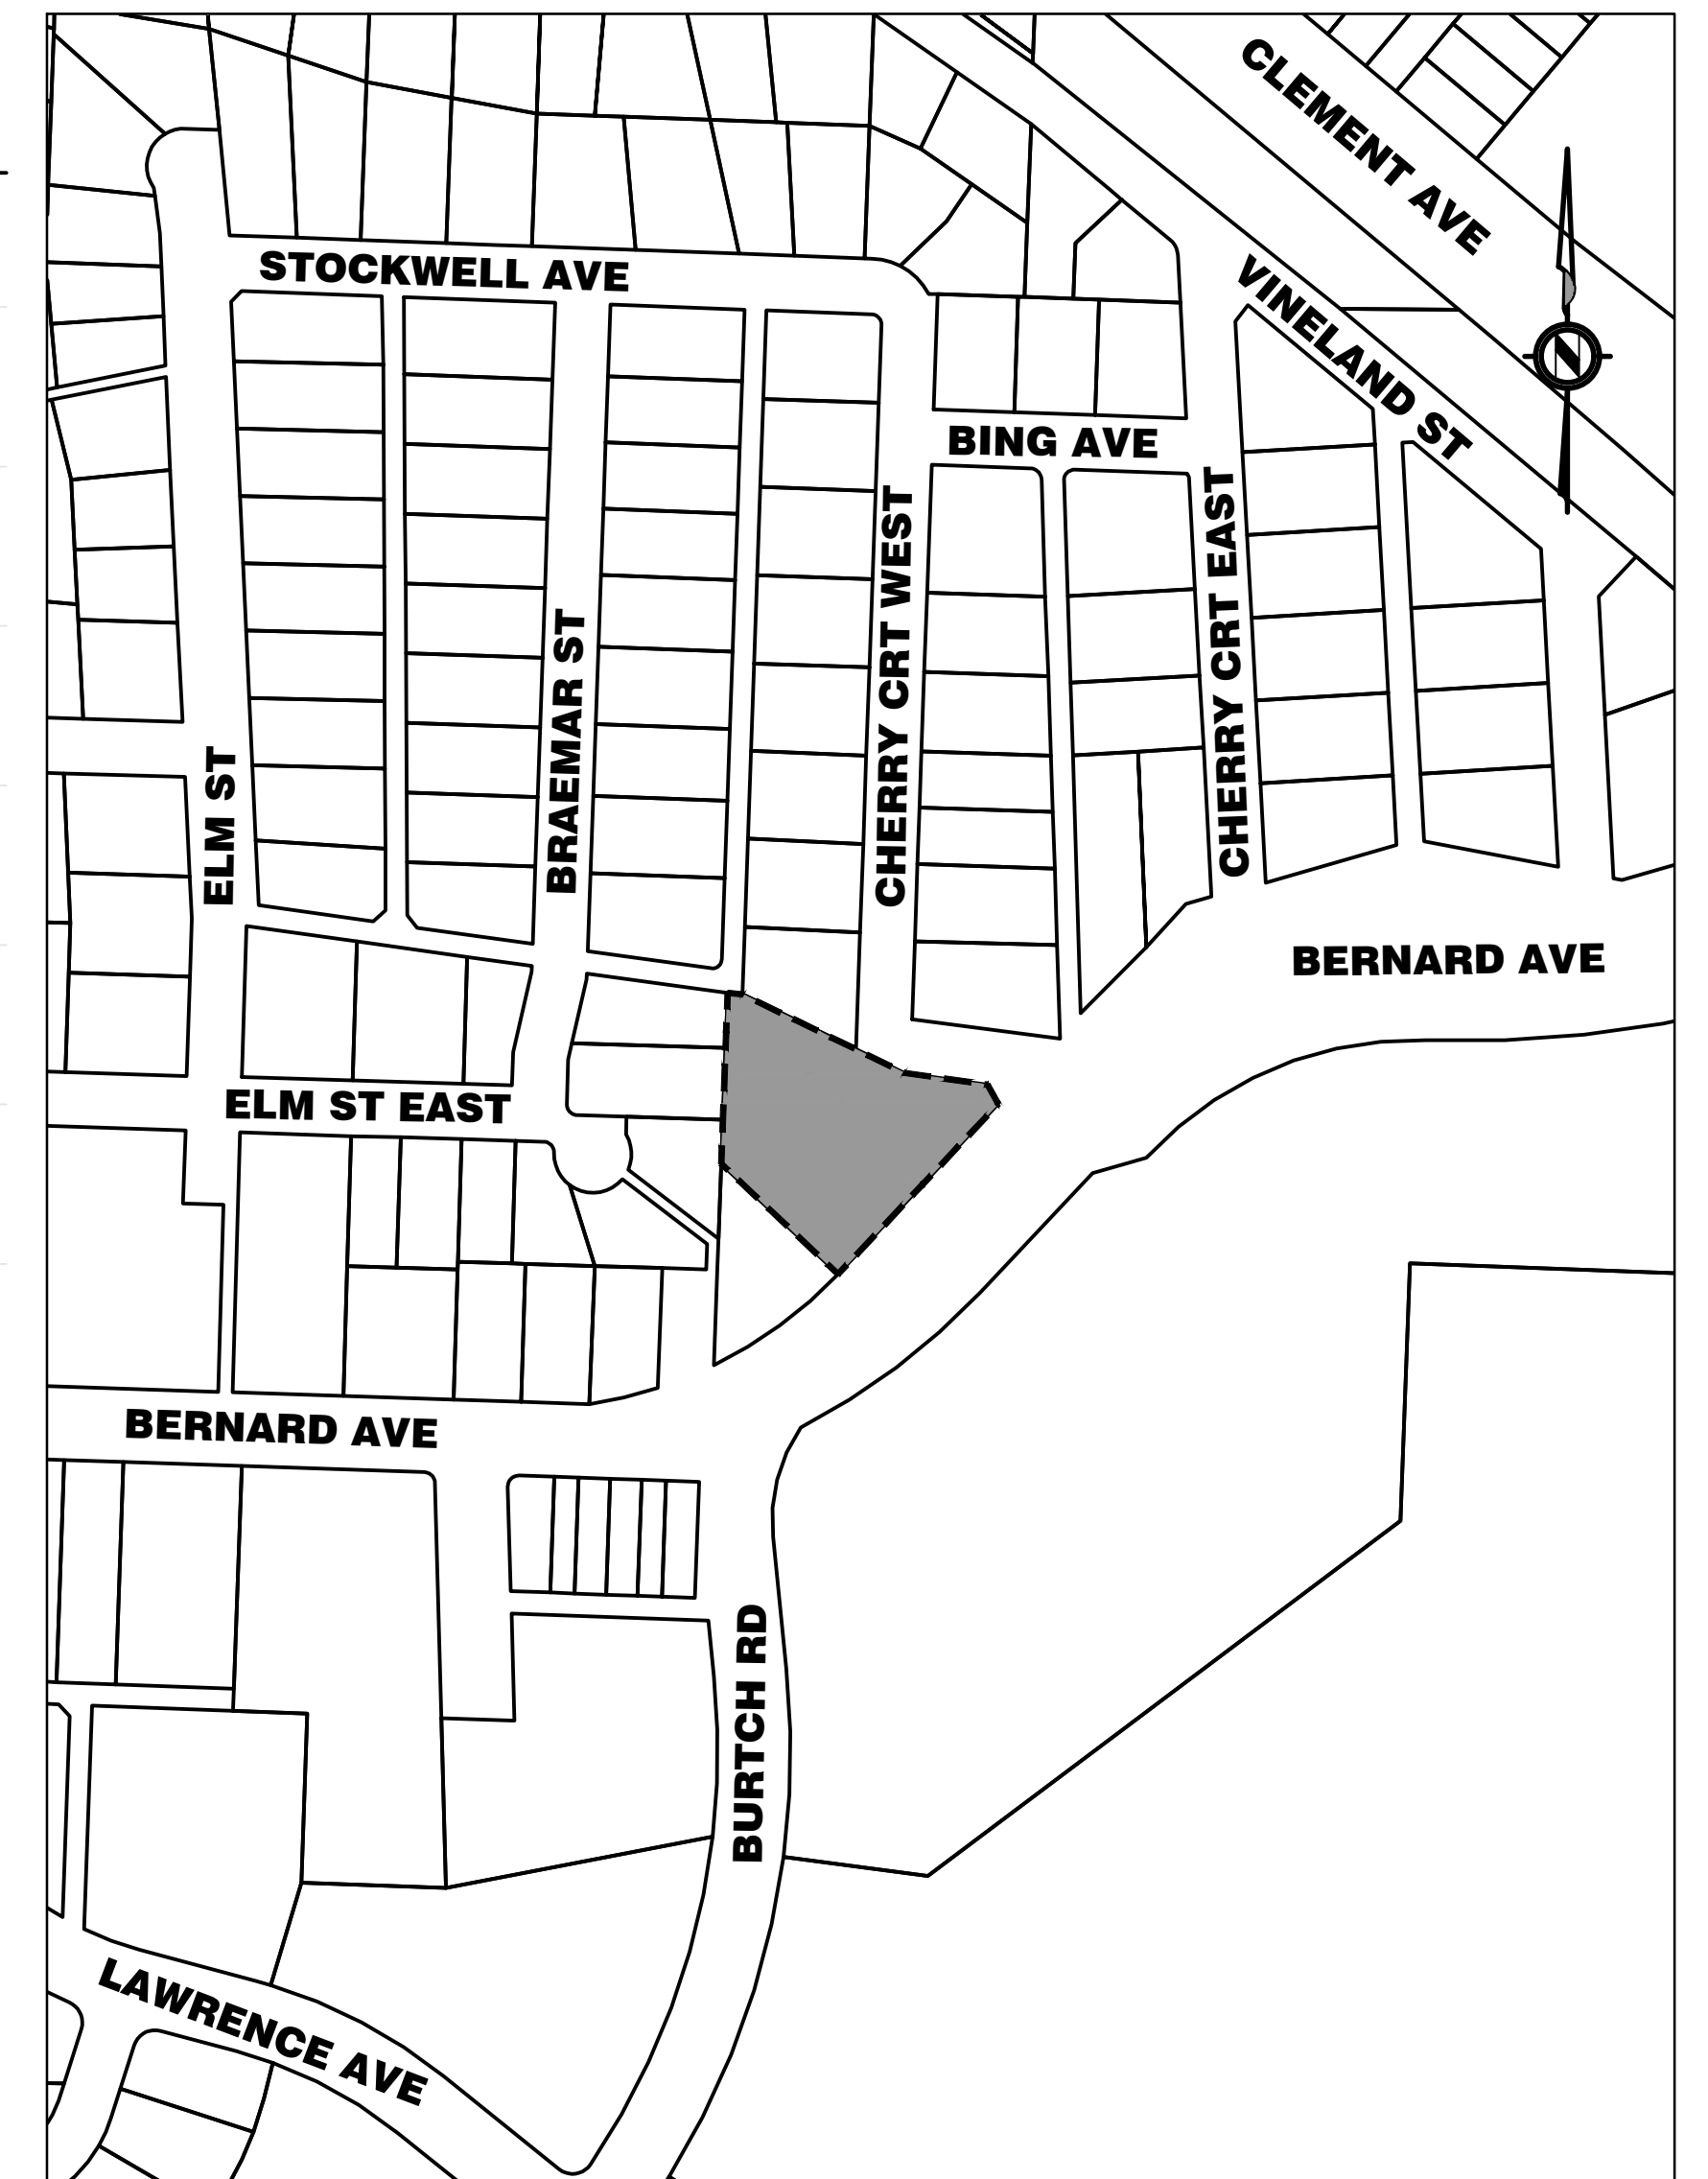 CLEMENT AVE
STOCKWELL AVE
VINELAND ST
BING AVE
CHERRY CRT WEST
CHERRY CRT EAST
BRAEMAR ST
ELM ST
BERNARD AVE
ELM ST EAST
BERNARD AVE
BURTCH RD
LAWRENCE AVE
N